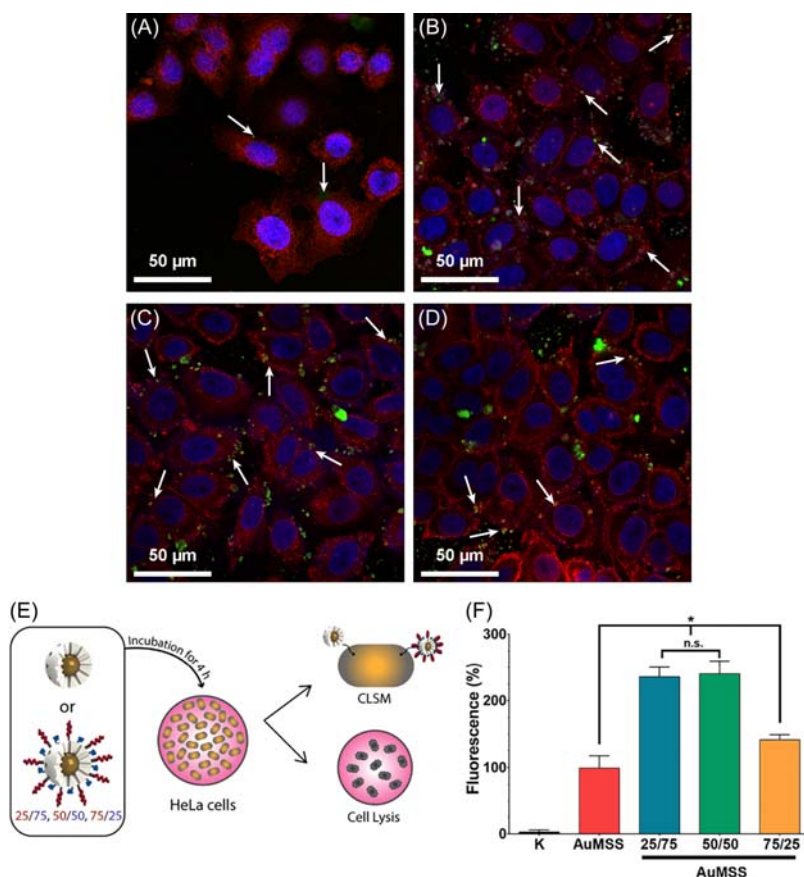 (A)
50 µm
(B)
50 µm
(C)
50 µm
(D)
50 µm
(E)
or
25/75, 50/50, 75/25
Incubation for 4 h
HeLa cells
CLSM
Cell Lysis
(F)
Fluorescence (%)
300
200
100
0
*
n.s.
K AuMSS 25/75 50/50 75/25
AuMSS